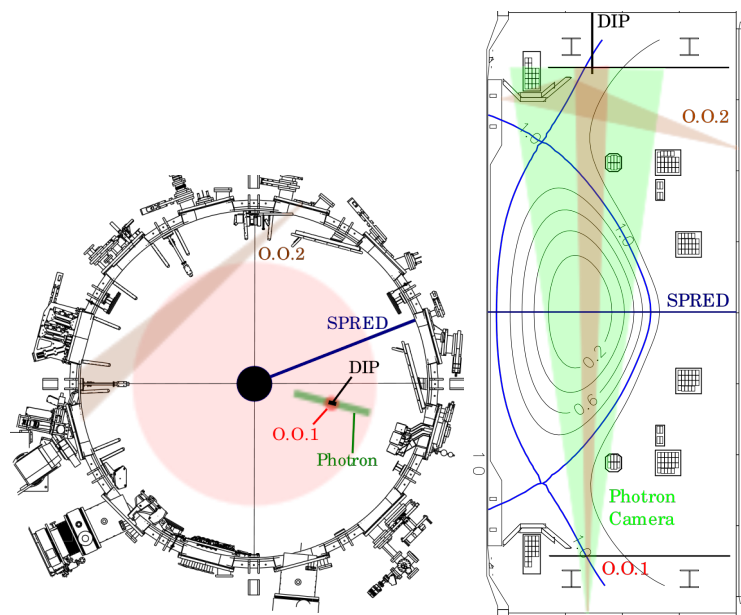 O.O.2
SPRED
DIP
O.O.1
Photron
DIP
O.O.2
1.0
1.0
SPRED
0.2
0.6
1.0
Photron
Camera
O.O.1